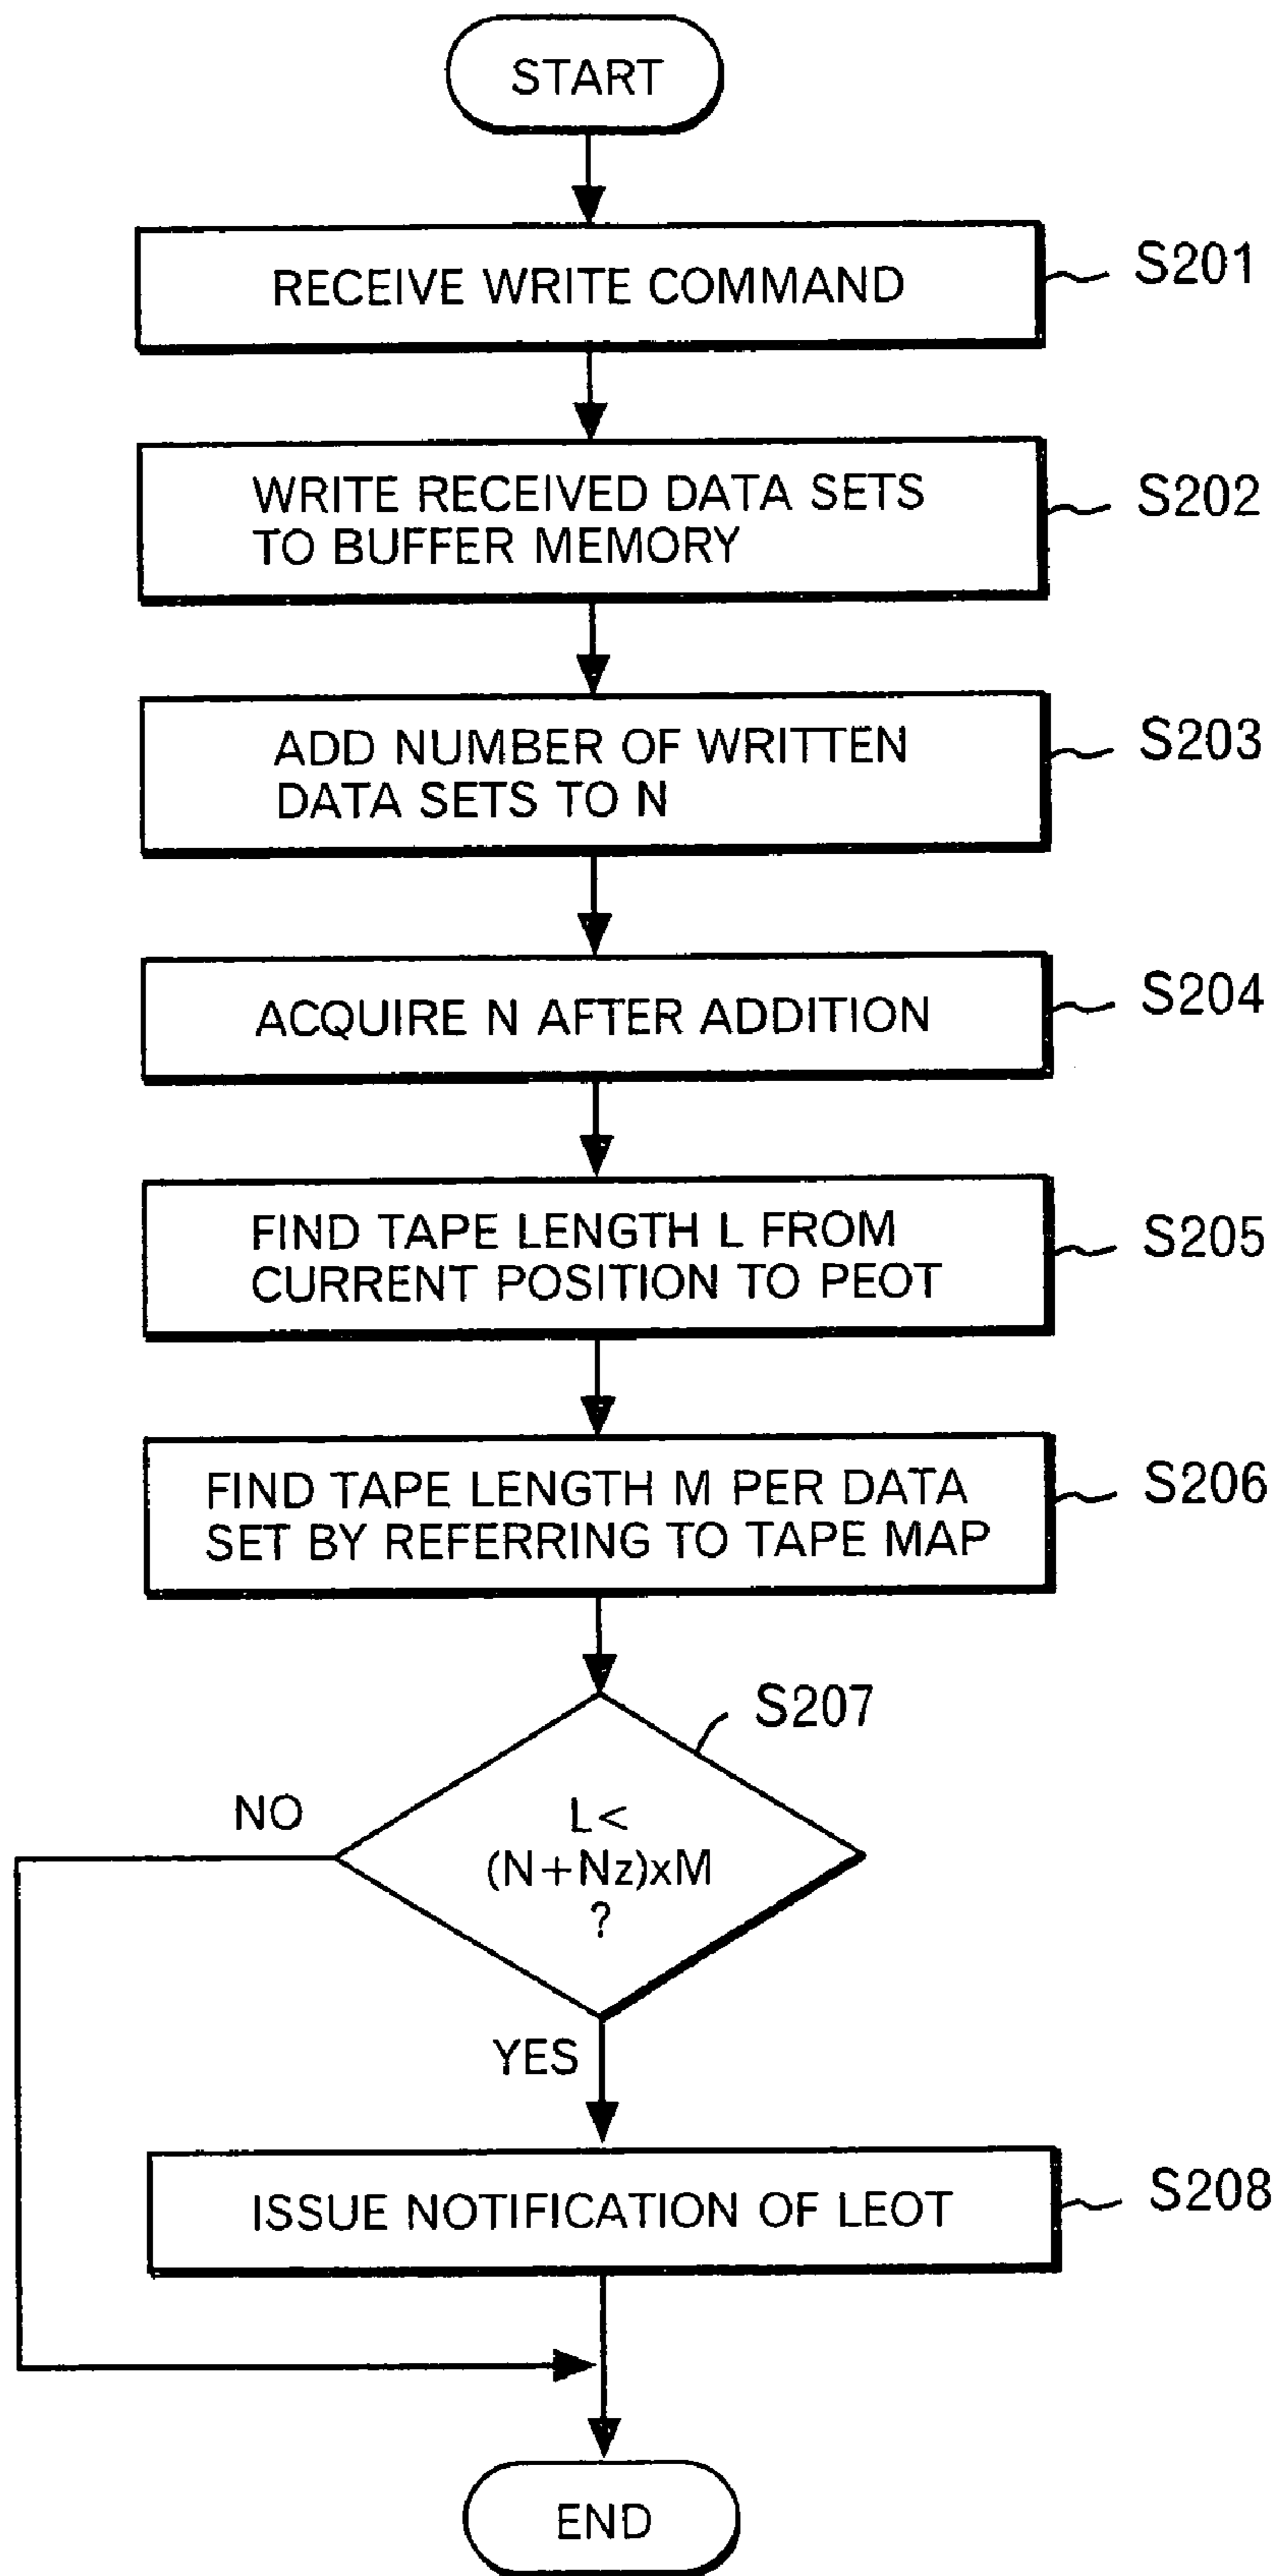 START
RECEIVE WRITE COMMAND
S201
WRITE RECEIVED DATA SETS
TO BUFFER MEMORY
S202
ADD NUMBER OF WRITTEN
DATA SETS TO N
S203
ACQUIRE N AFTER ADDITION
S204
FIND TAPE LENGTH L FROM
CURRENT POSITION TO PEOT
S205
FIND TAPE LENGTH M PER DATA
SET BY REFERRING TO TAPE MAP
S206
S207
NO
L<
(N+Nz)xM
?
YES
ISSUE NOTIFICATION OF LEOT
S208
END